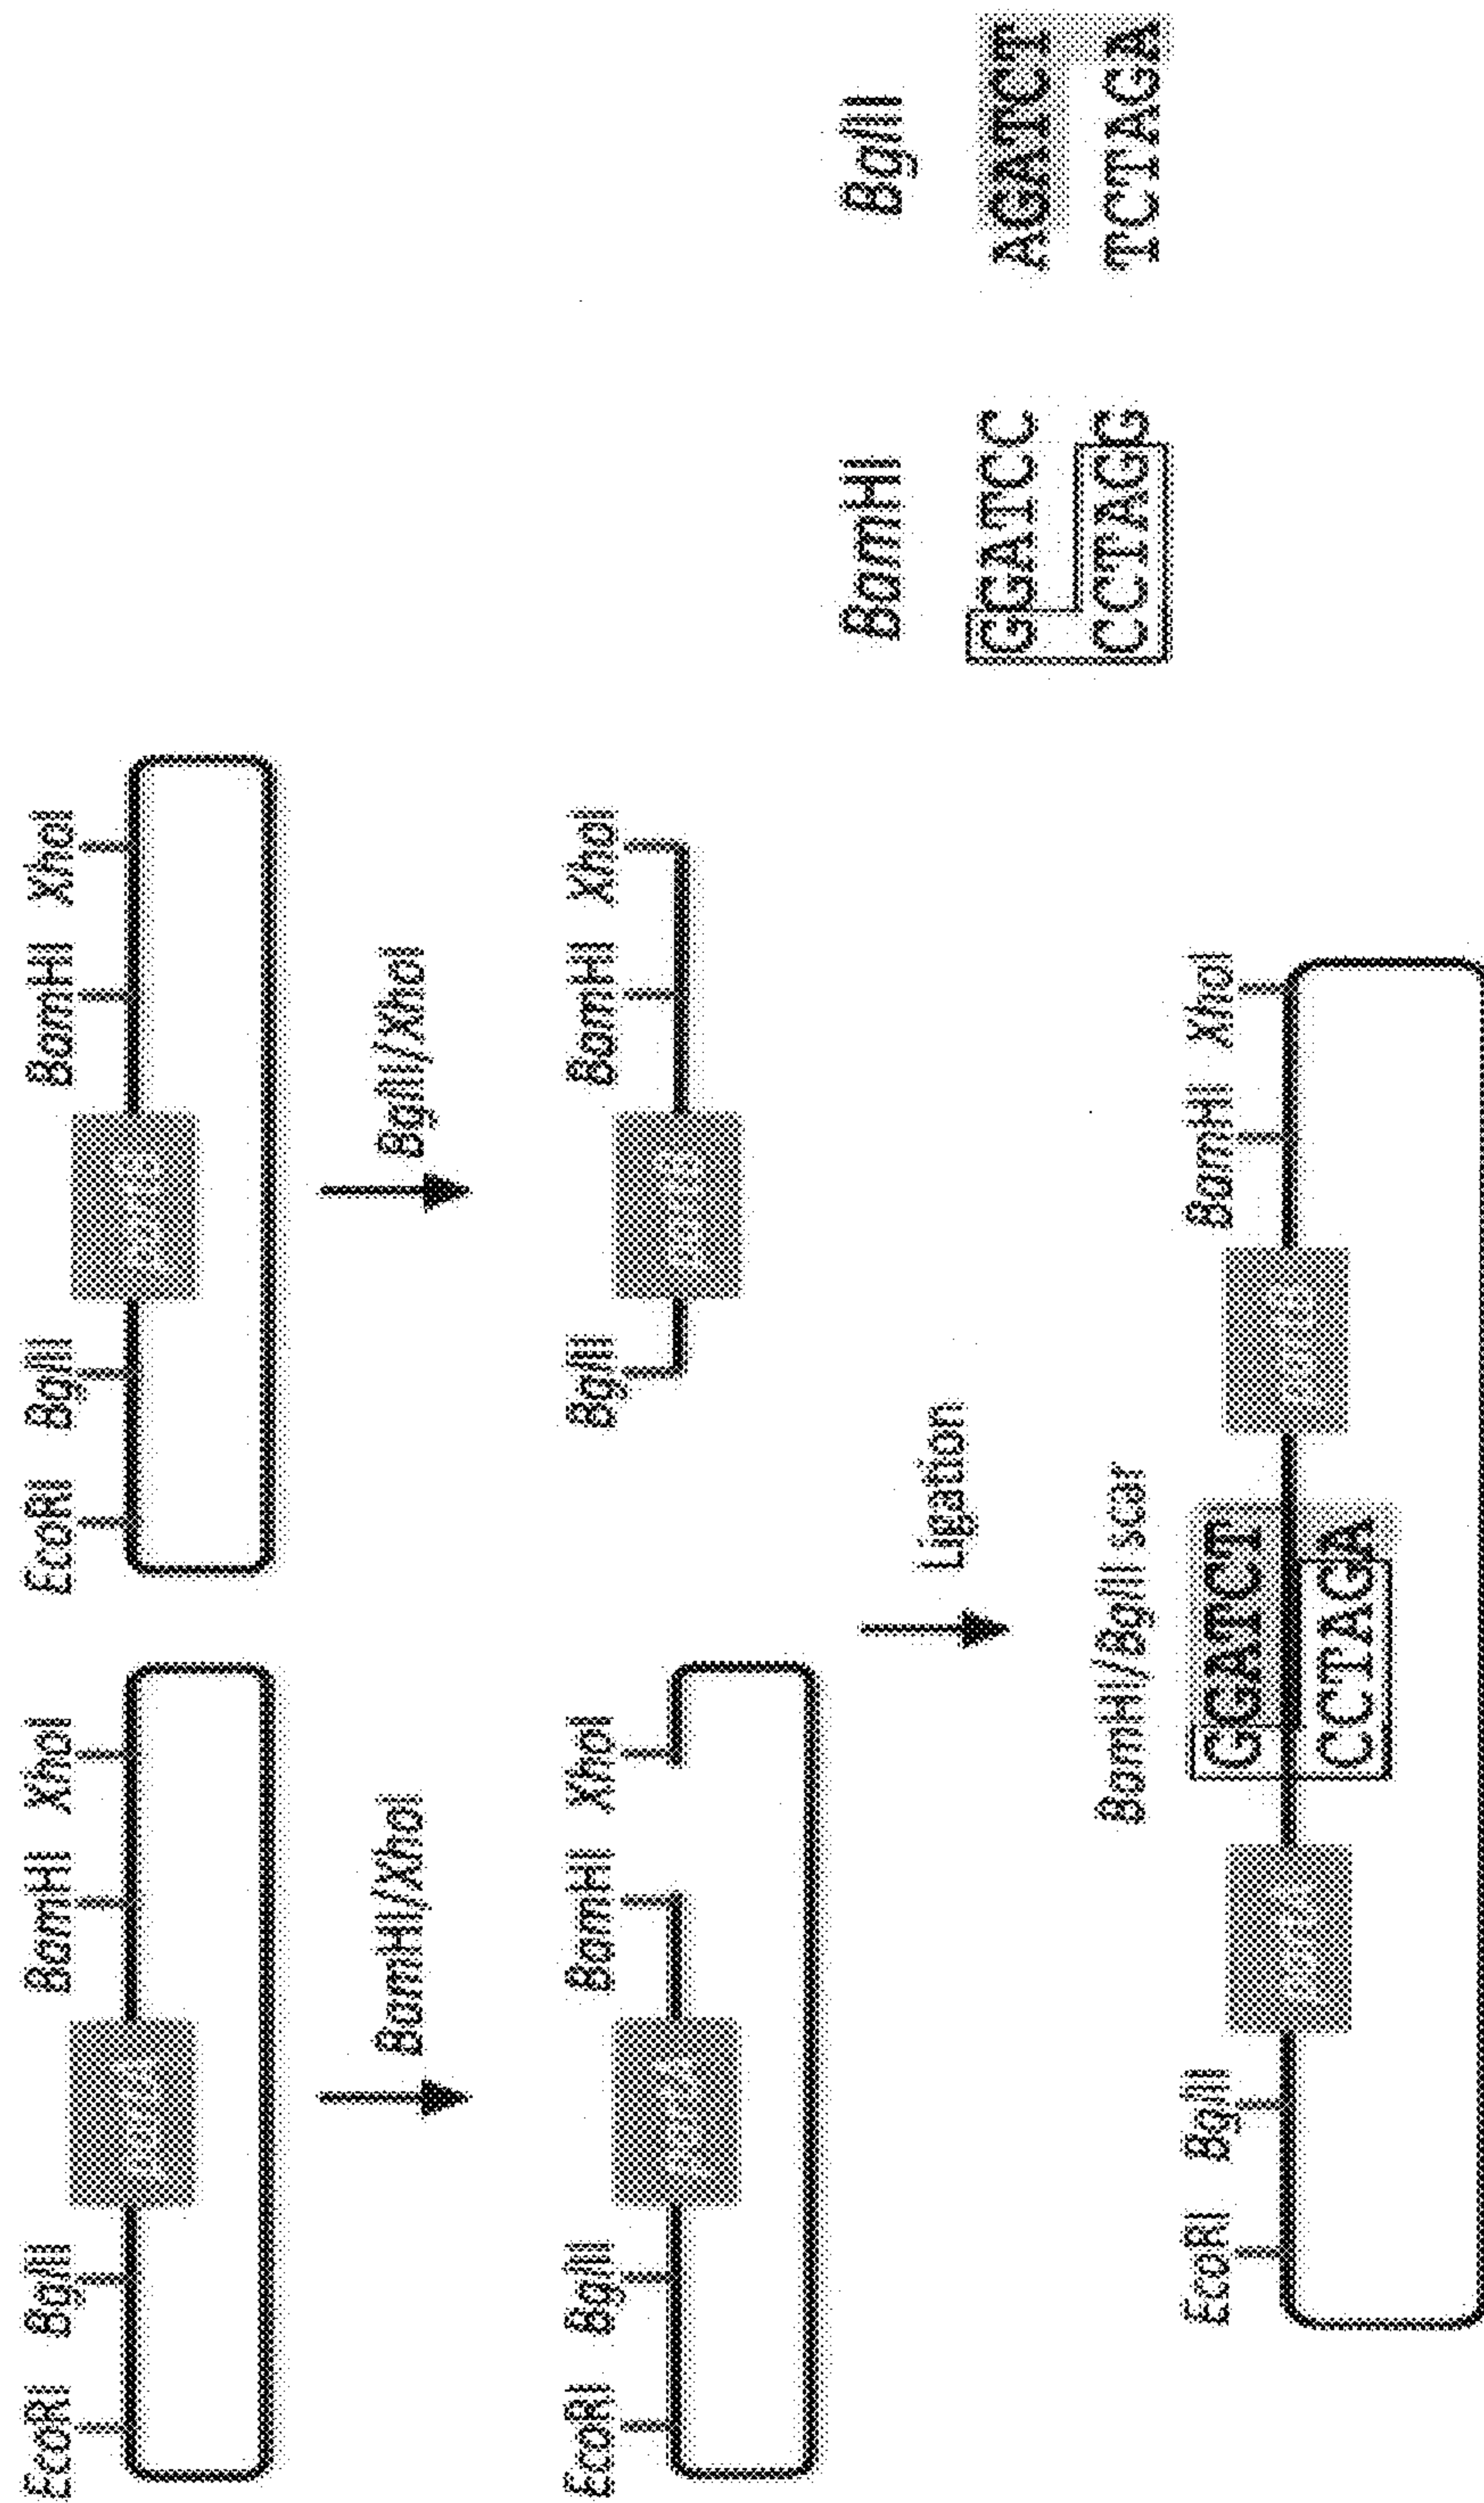 EcoRI BglII BamHI XhoI
EcoRI BglII BamHI XhoI
BamHI/XhoI
BglII/XhoI
EcoRI BglII BamHI XhoI
BglII BamHI XhoI
Ligation
BamHI BglII
GGATCC AGATCT
CCTAGG TCTAGA
BamHI/BglII scar
EcoRI BglII GGATCT BamHI XhoI
CCTAGA